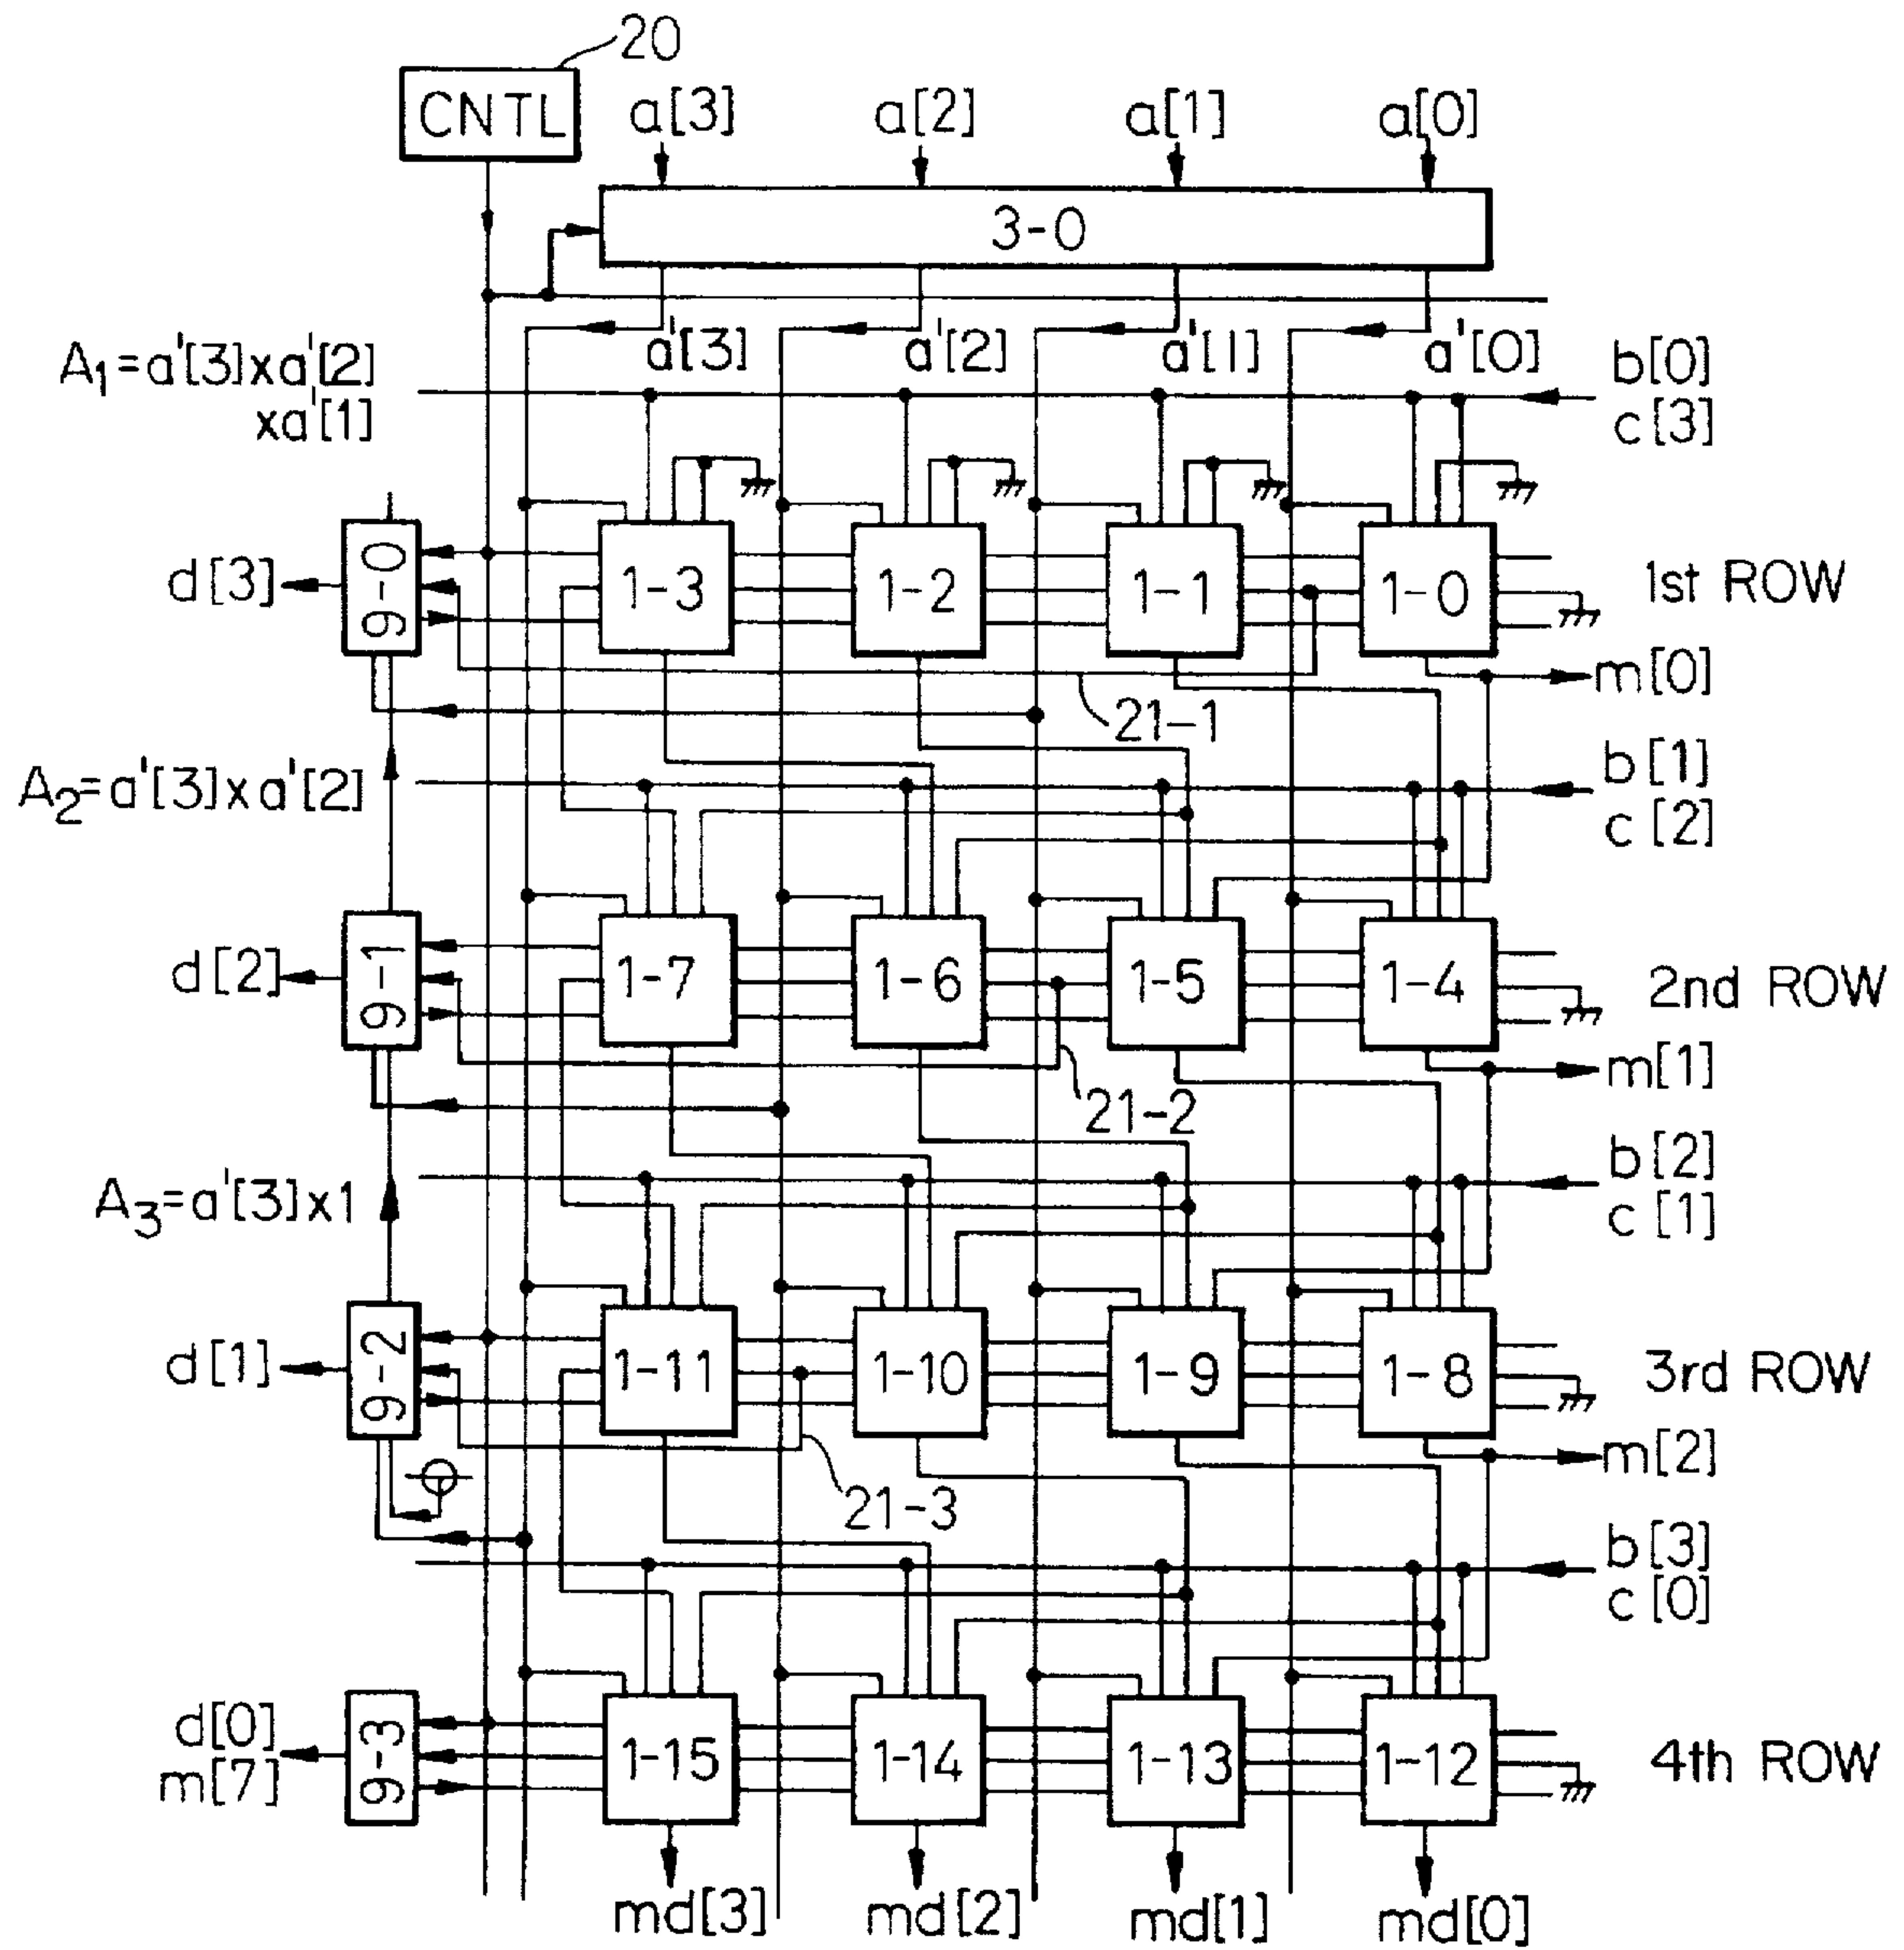 20
CNTL
a[3] a[2] a[1] a[0]
3-0
a'[3] a'[2] a'[1] a'[0]
A1=a'[3]xa'[2]
xa'[1]
b[0]
c[3]
d[3] 9-0 1-3 1-2 1-1 1-0 1st ROW
m[0]
21-1
A2=a'[3]xa'[2]
b[1]
c[2]
d[2] 9-1 1-7 1-6 1-5 1-4 2nd ROW
m[1]
21-2
A3=a'[3]x1
b[2]
c[1]
d[1] 9-2 1-11 1-10 1-9 1-8 3rd ROW
m[2]
21-3
b[3]
c[0]
d[0]
m[7]
9-3 1-15 1-14 1-13 1-12 4th ROW
md[3] md[2] md[1] md[0]